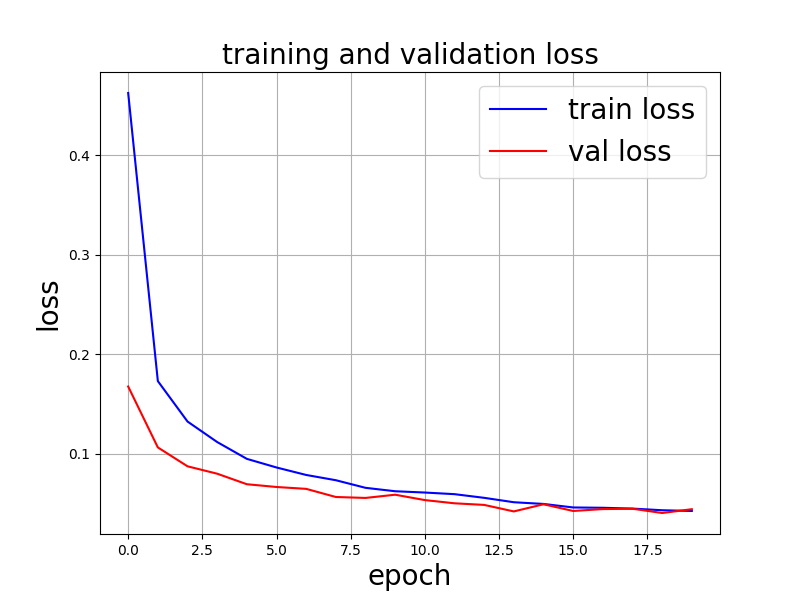 training and validation loss
train loss
val loss
0.4
0.3
0.2
0.1
loss
0.0 2.5 5.0 7.5 10.0 12.5 15.0 17.5
epoch